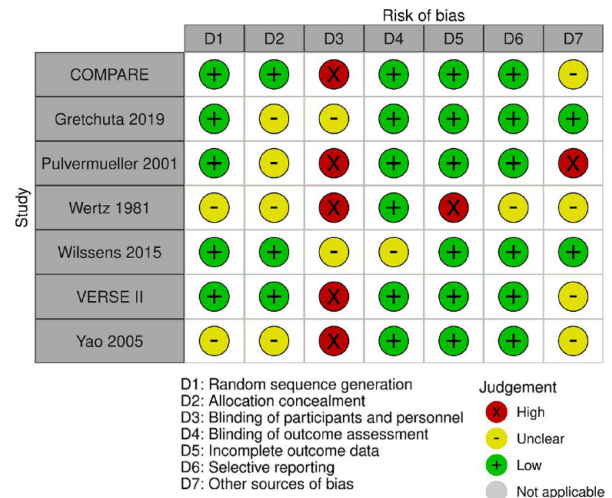 Risk of bias
D1 D2 D3 D4 D5 D6 D7
Study
COMPARE + + X + + + -
Gretchuta 2019 + - - + + + +
Pulvermueller 2001 + - X + + + X
Wertz 1981 - - X + X - -
Wilssens 2015 + + - - + + +
VERSE II + + X + + + -
Yao 2005 - - X + + + -
D1: Random sequence generation
D2: Allocation concealment
D3: Blinding of participants and personnel
D4: Blinding of outcome assessment
D5: Incomplete outcome data
D6: Selective reporting
D7: Other sources of bias
Judgement
X High
- Unclear
+ Low
Not applicable